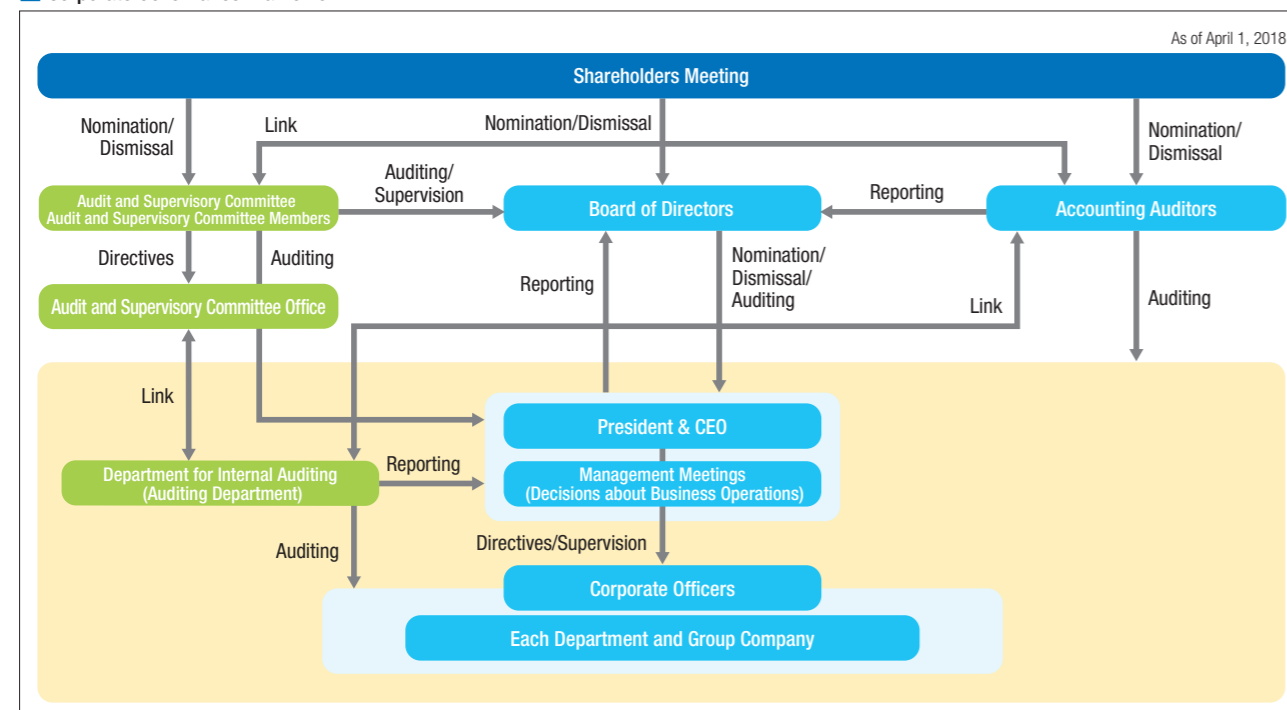 As of April 1, 2018
Shareholders Meeting
Nomination/
Dismissal
Link
Nomination/Dismissal
Nomination/
Dismissal
Auditing/
Supervision
Reporting
Audit and Supervisory Committee
Audit and Supervisory Committee Members
Board of Directors
Accounting Auditors
Directives
Auditing
Reporting
Nomination/
Dismissal/
Auditing
Link
Auditing
Audit and Supervisory Committee Office
Link
President & CEO
Reporting
Department for Internal Auditing
(Auditing Department)
Management Meetings
(Decisions about Business Operations)
Auditing
Directives/Supervision
Corporate Officers
Each Department and Group Company